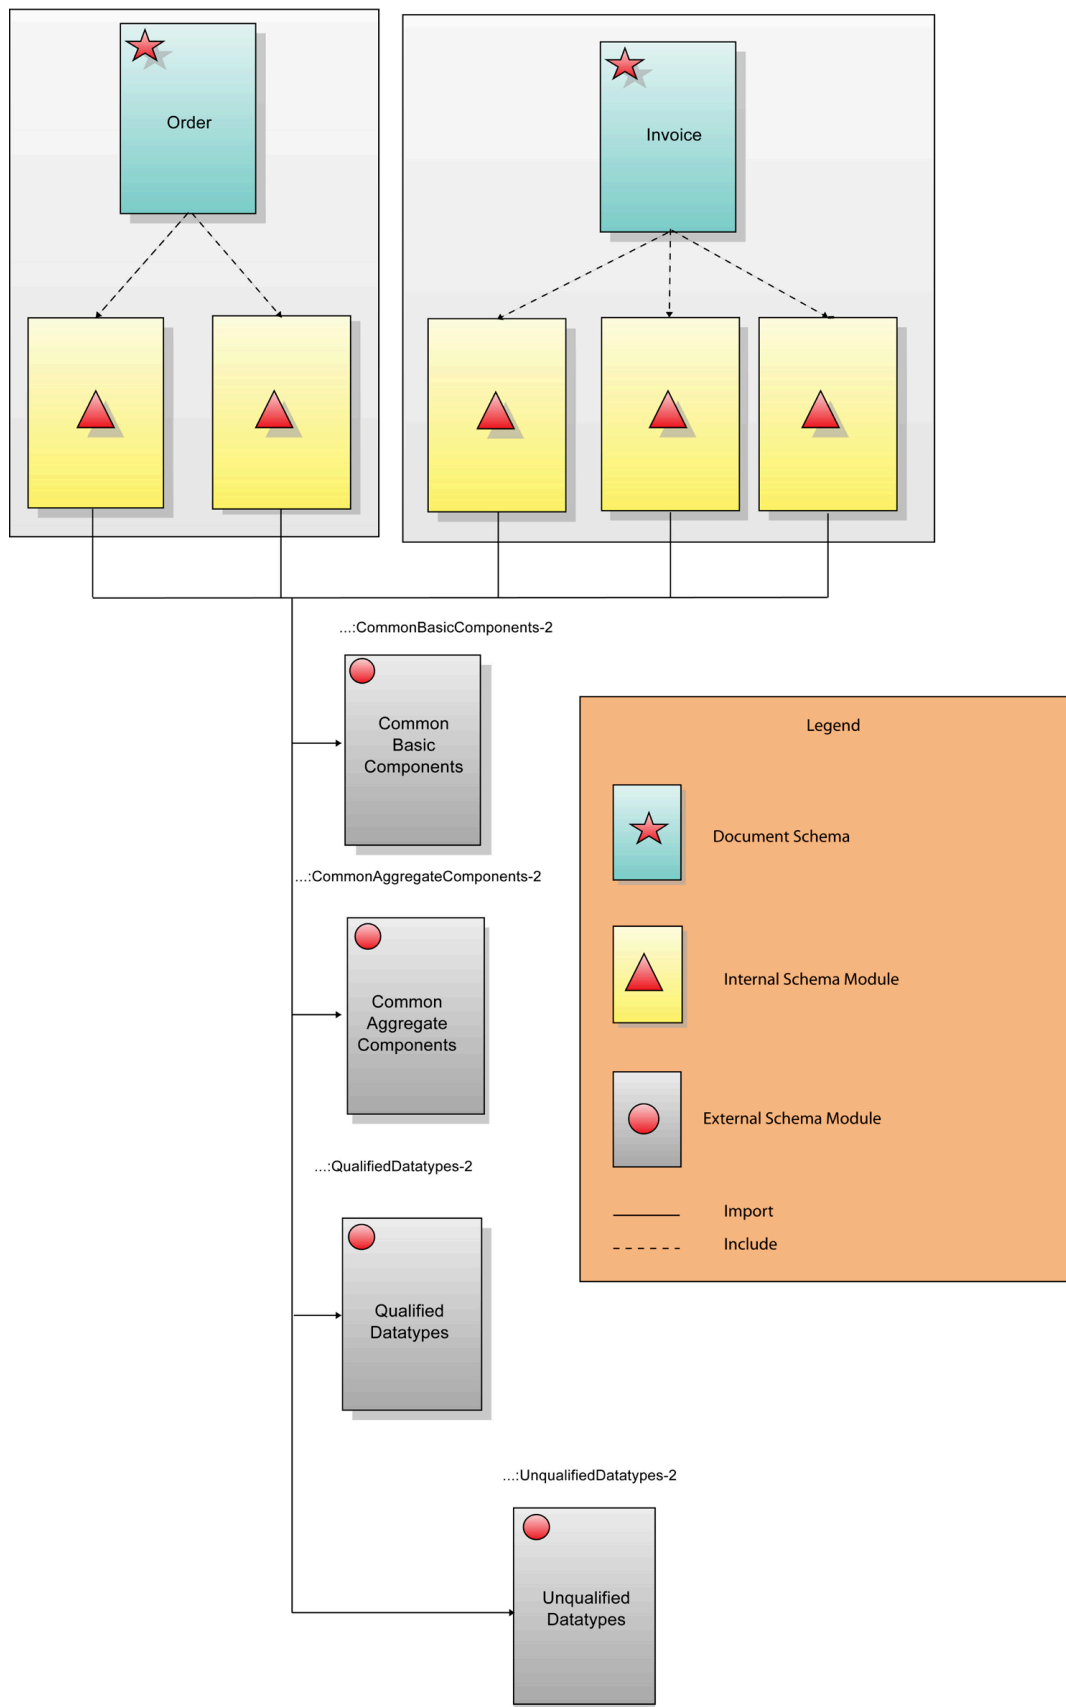 Order
Invoice
...:CommonBasicComponents-2
Common
Basic
Components
...:CommonAggregateComponents-2
Common
Aggregate
Components
...:QualifiedDatatypes-2
Qualified
Datatypes
...:UnqualifiedDatatypes-2
Unqualified
Datatypes
Legend
Document Schema
Internal Schema Module
External Schema Module
Import
Include